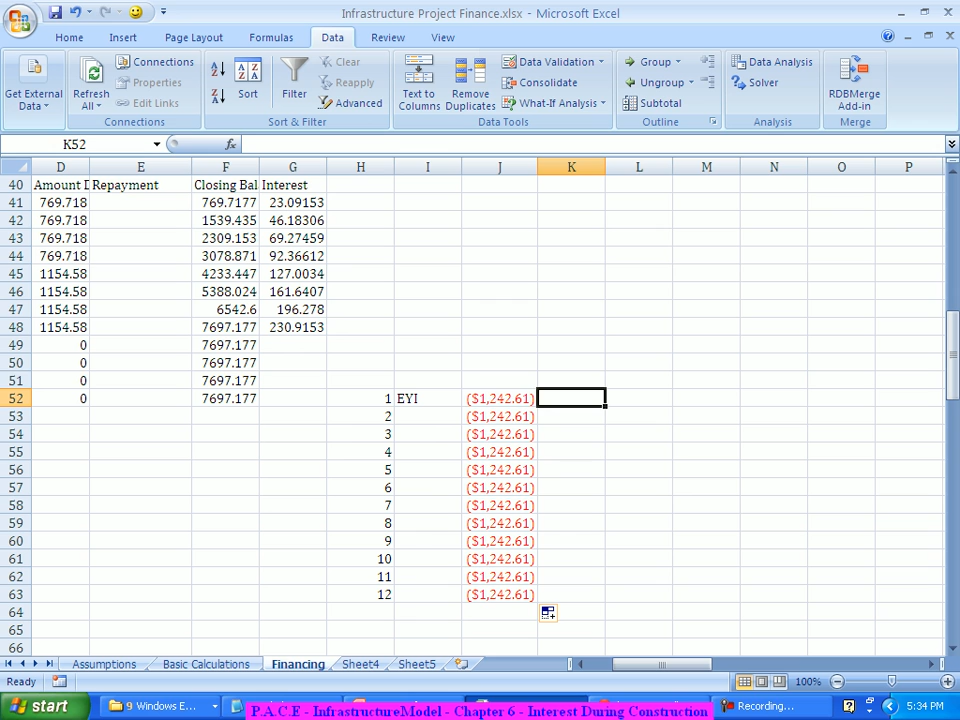 Infrastructure Project Finance.xlsx - Microsoft Excel
Home Insert Page Layout Formulas Data Review View
Get External Data
Refresh All
Connections
Properties
Edit Links
Connections
Sort
Filter
Clear
Reapply
Advanced
Sort & Filter
Text to Columns
Remove Duplicates
Data Validation
Consolidate
What-If Analysis
Data Tools
Group
Ungroup
Subtotal
Outline
Data Analysis
Solver
Analysis
RDBMerge Add-in
Merge
K52 fx
D E F G H I J K L M N O P
40 Amount D Repayment Closing Bal Interest
41 769.718 769.7177 23.09153
42 769.718 1539.435 46.18306
43 769.718 2309.153 69.27459
44 769.718 3078.871 92.36612
45 1154.58 4233.447 127.0034
46 1154.58 5388.024 161.6407
47 1154.58 6542.6 196.278
48 1154.58 7697.177 230.9153
49 0 7697.177
50 0 7697.177
51 0 7697.177
52 0 7697.177 1 EYI ($1,242.61)
53 2 ($1,242.61)
54 3 ($1,242.61)
55 4 ($1,242.61)
56 5 ($1,242.61)
57 6 ($1,242.61)
58 7 ($1,242.61)
59 8 ($1,242.61)
60 9 ($1,242.61)
61 10 ($1,242.61)
62 11 ($1,242.61)
63 12 ($1,242.61)
64
65
66
Assumptions Basic Calculations Financing Sheet4 Sheet5
Ready 100%
start 9 Windows E... Recording... 5:34 PM
P.A.C.E - InfrastructureModel - Chapter 6 - Interest During Construction